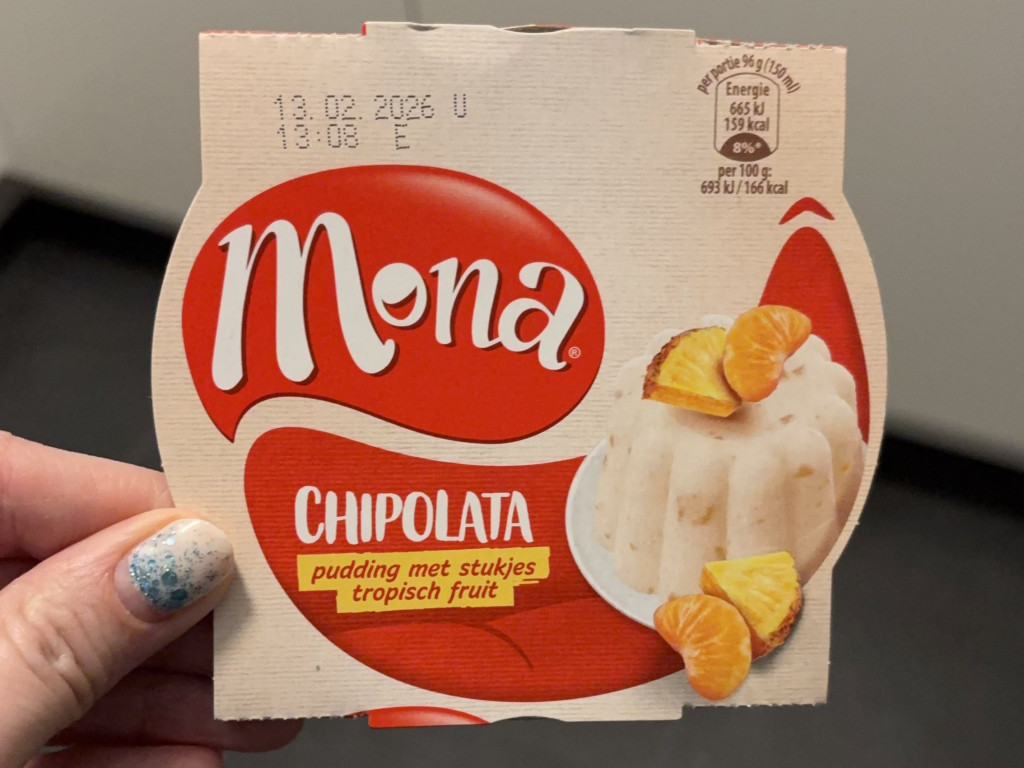 13.02.2026 U
13:08 E
per portie 96 g (150 ml)
Energie
665 kJ
159 kcal
8%*
per 100 g:
693 kJ / 166 kcal
Mona®
CHIPOLATA
pudding met stukjes
tropisch fruit